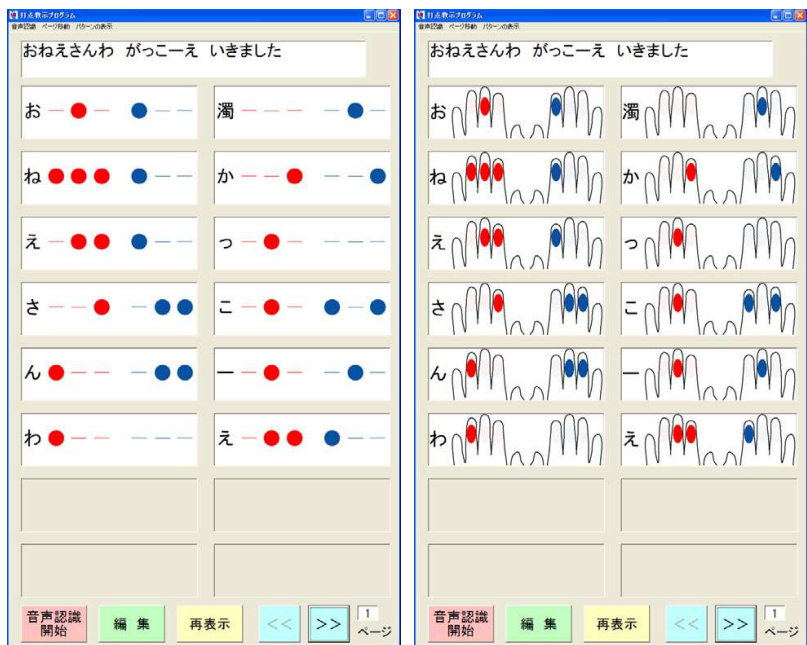 打点教示プログラム
音声認識 ページ移動 パターンの表示
おねえさんわ がっこーえ いきました
お 濁
ね か
え っ
さ こ
ん ー
わ え
音声認識
開始
編 集
再表示
<<
>>
1
ページ
打点教示プログラム
音声認識 ページ移動 パターンの表示
おねえさんわ がっこーえ いきました
お 濁
ね か
え っ
さ こ
ん ー
わ え
音声認識
開始
編 集
再表示
<<
>>
1
ページ